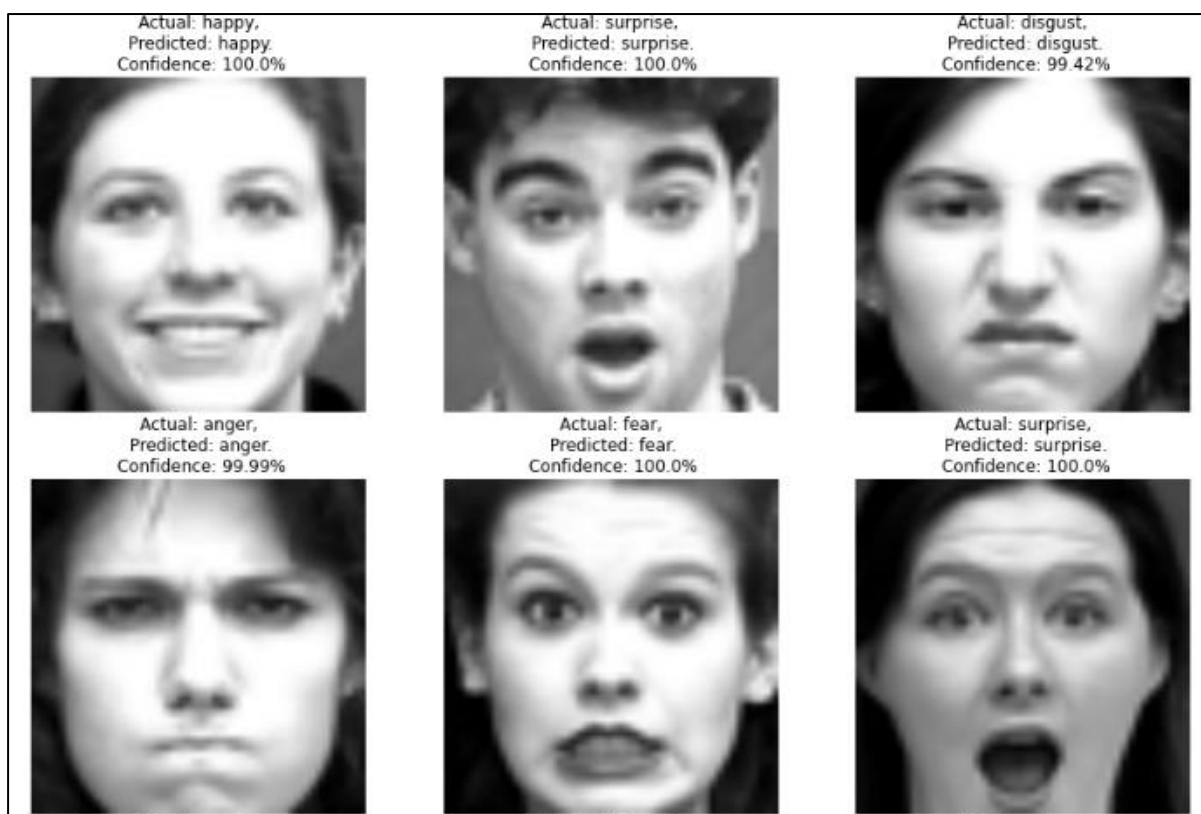 Actual: happy,
Predicted: happy.
Confidence: 100.0%
Actual: surprise,
Predicted: surprise.
Confidence: 100.0%
Actual: disgust,
Predicted: disgust.
Confidence: 99.42%
Actual: anger,
Predicted: anger.
Confidence: 99.99%
Actual: fear,
Predicted: fear.
Confidence: 100.0%
Actual: surprise,
Predicted: surprise.
Confidence: 100.0%